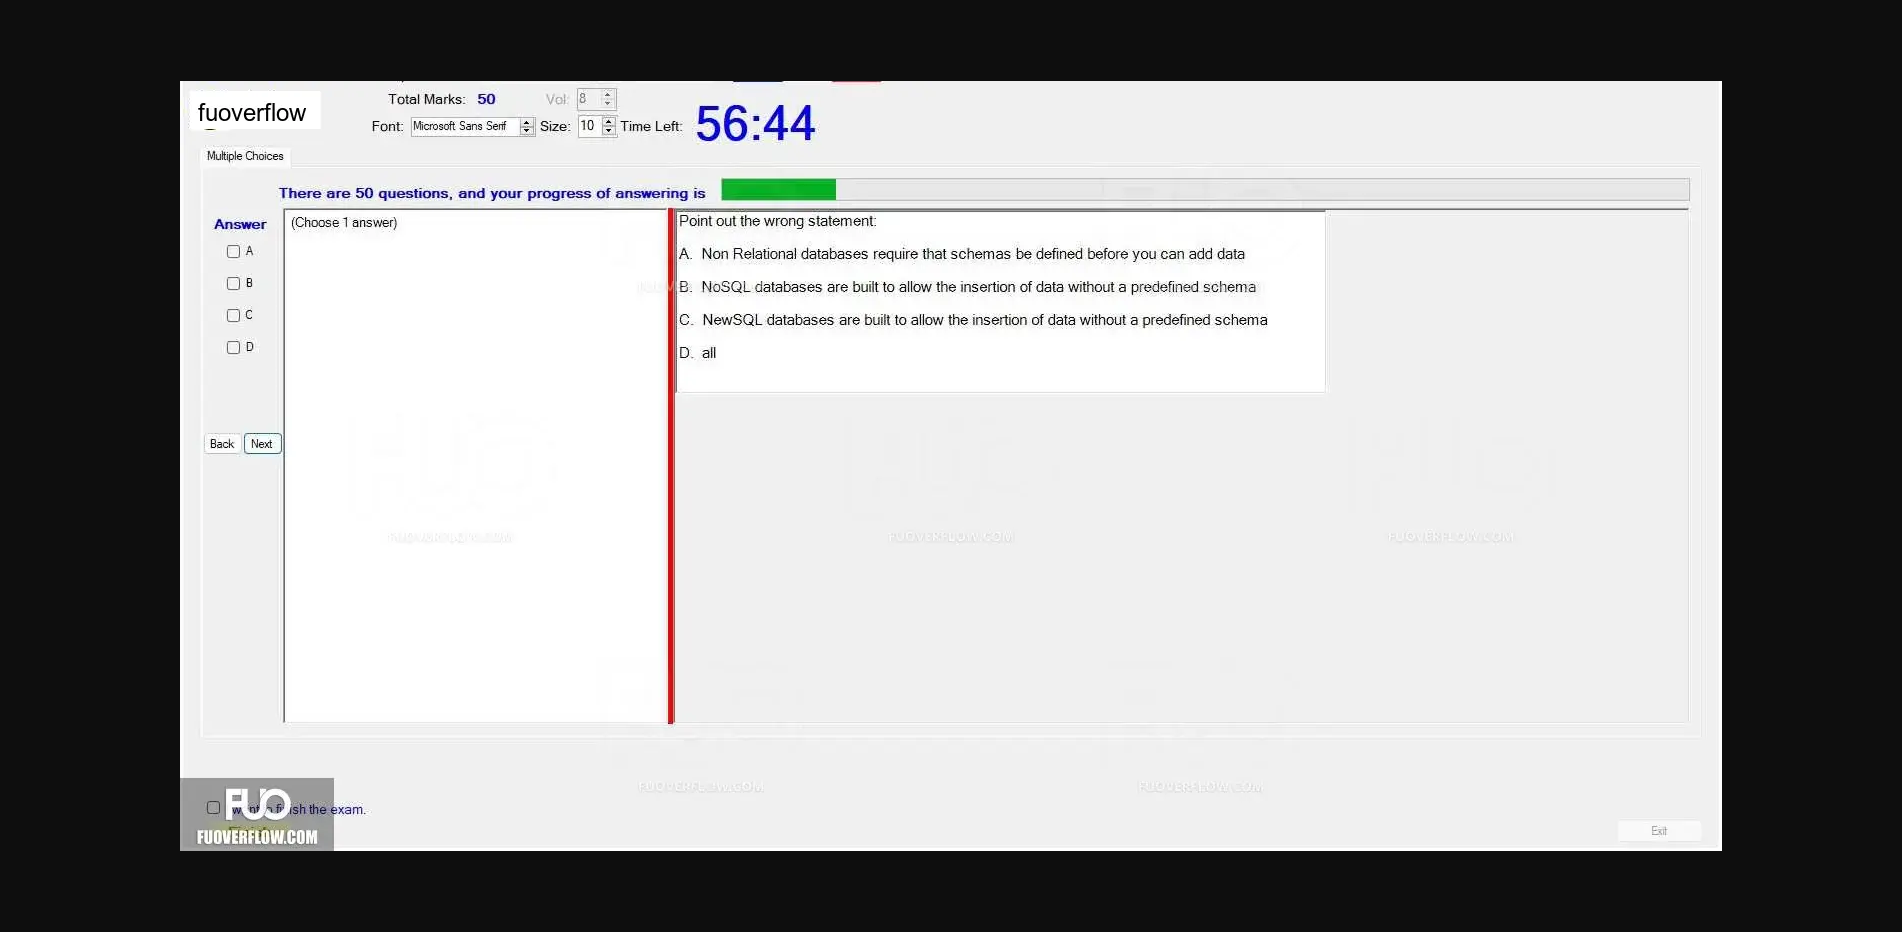 fuoverflow
Total Marks: 50 Vol: 8
Font: Microsoft Sans Serif Size: 10 Time Left: 56:44
Multiple Choices
There are 50 questions, and your progress of answering is
Answer
A
B
C
D
Back Next
(Choose 1 answer)
Point out the wrong statement:
A. Non Relational databases require that schemas be defined before you can add data
B. NoSQL databases are built to allow the insertion of data without a predefined schema
C. NewSQL databases are built to allow the insertion of data without a predefined schema
D. all
FUOVERFLOW.COM FUOVERFLOW.COM FUOVERFLOW.COM
FUOVERFLOW.COM FUOVERFLOW.COM
FUO
want to finish the exam.
FUOVERFLOW.COM
Exit